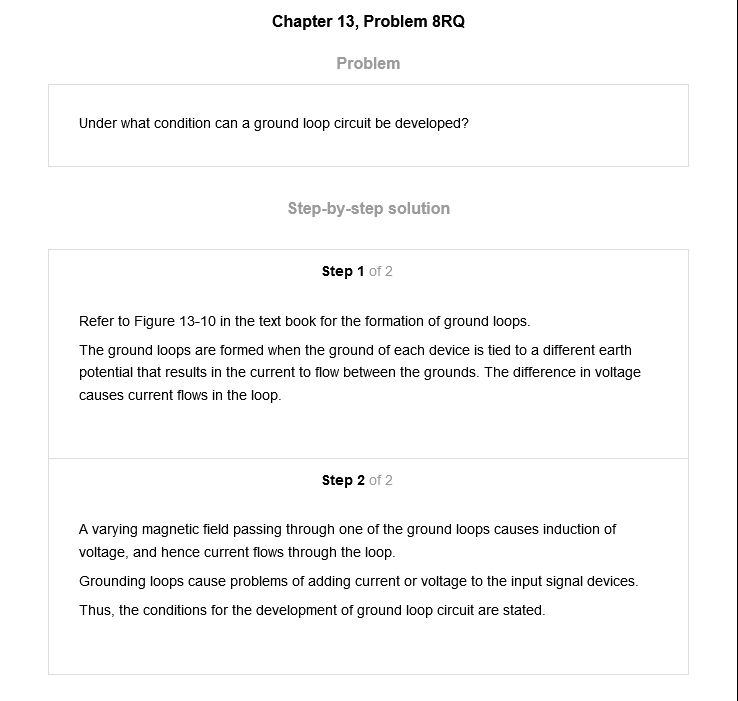 Chapter 13, Problem 8RQ
Problem
Under what condition can a ground loop circuit be developed?
Step-by-step solution
Step 1 of 2
Refer to Figure 13-10 in the text book for the formation of ground loops.
The ground loops are formed when the ground of each device is tied to a different earth
potential that results in the current to flow between the grounds. The difference in voltage
causes current flows in the loop.
Step 2 of 2
A varying magnetic field passing through one of the ground loops causes induction of
voltage, and hence current flows through the loop.
Grounding loops cause problems of adding current or voltage to the input signal devices.
Thus, the conditions for the development of ground loop circuit are stated.